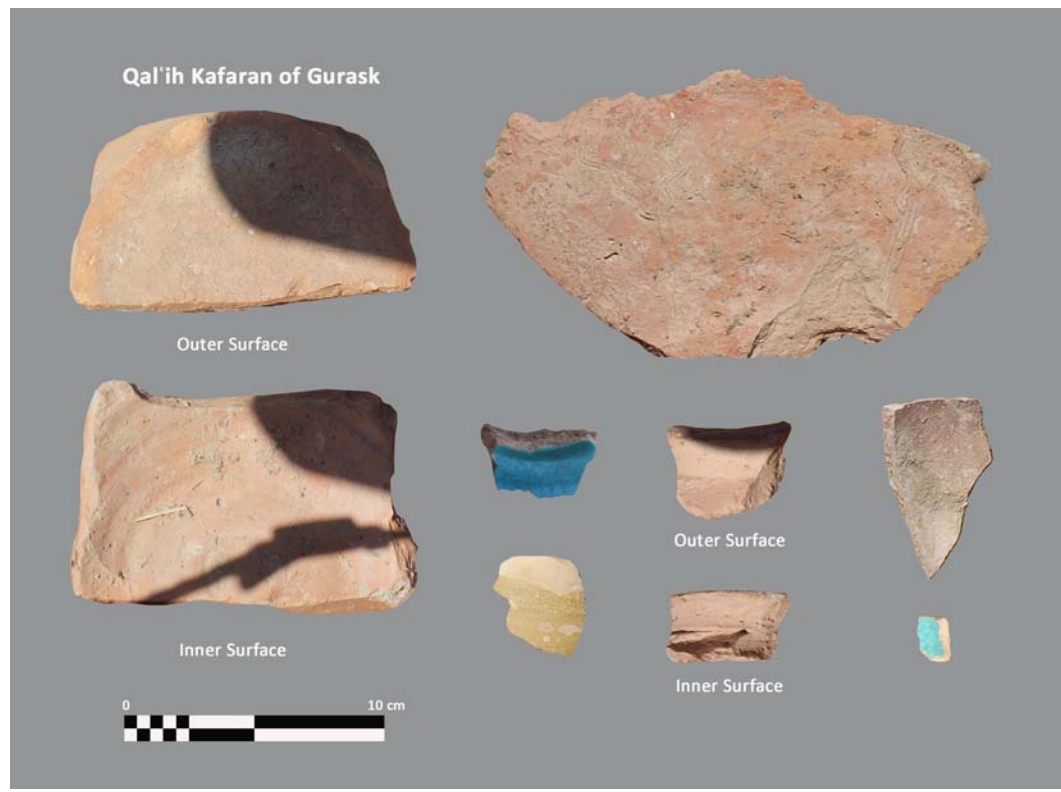 Qal'ih Kafaran of Gurask
Outer Surface
Inner Surface
Outer Surface
Inner Surface
0 10 cm